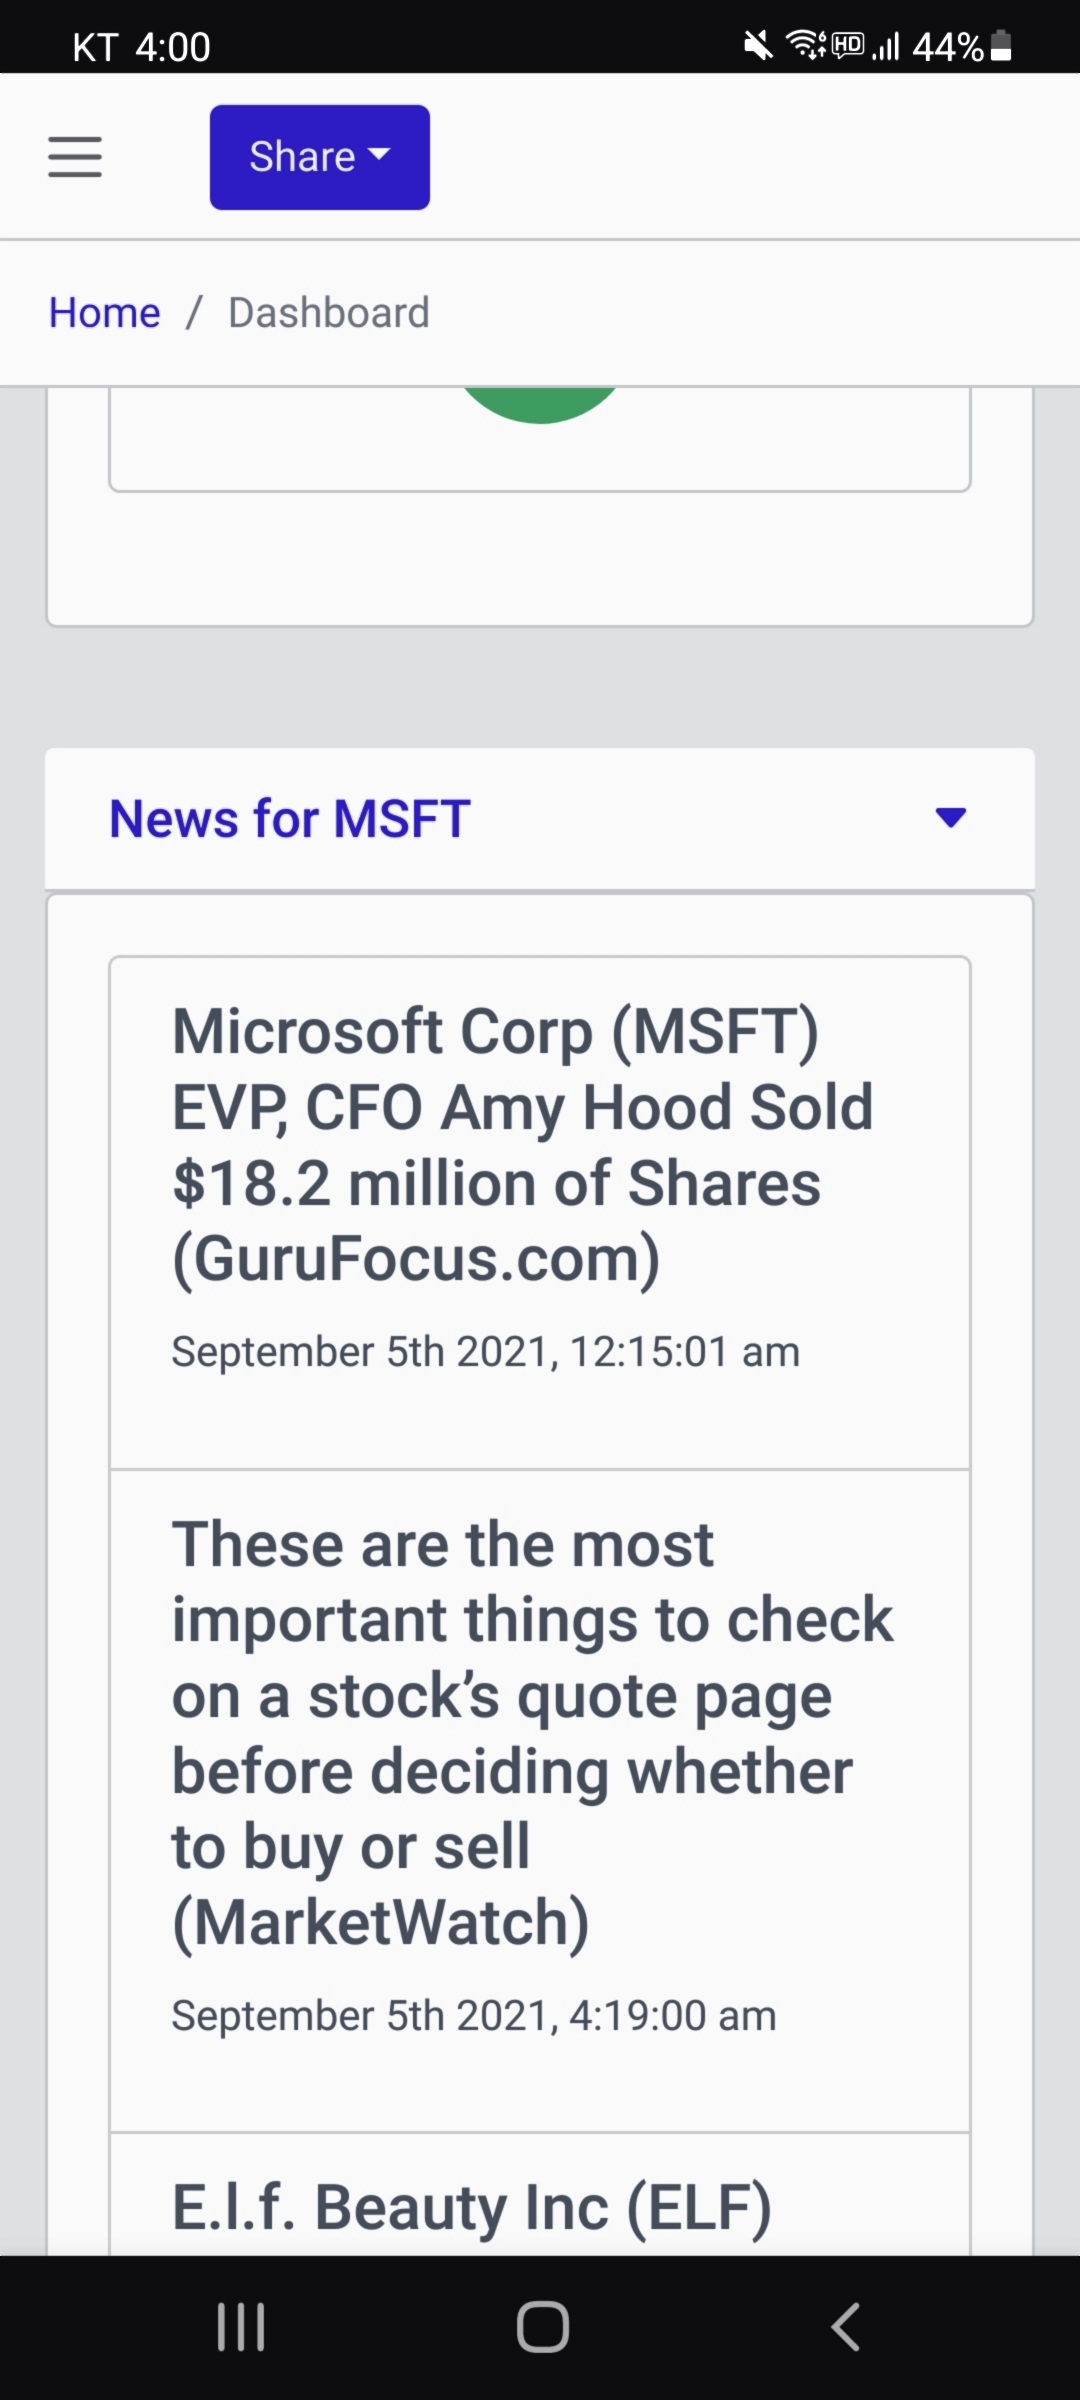 KT 4:00 6 HD 44%
Share
Home / Dashboard
News for MSFT
Microsoft Corp (MSFT)
EVP, CFO Amy Hood Sold
$18.2 million of Shares
(GuruFocus.com)
September 5th 2021, 12:15:01 am
These are the most
important things to check
on a stock’s quote page
before deciding whether
to buy or sell
(MarketWatch)
September 5th 2021, 4:19:00 am
E.l.f. Beauty Inc (ELF)